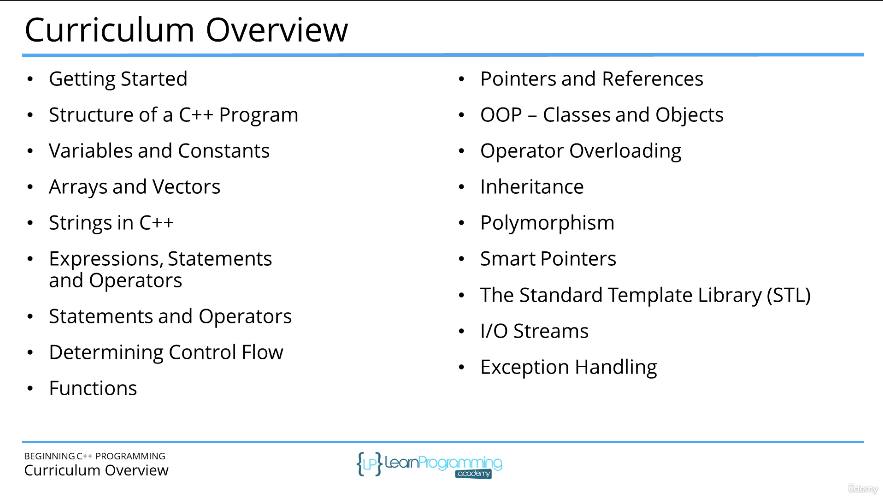 Curriculum Overview
• Getting Started
• Structure of a C++ Program
• Variables and Constants
• Arrays and Vectors
• Strings in C++
• Expressions, Statements
and Operators
• Statements and Operators
• Determining Control Flow
• Functions
• Pointers and References
• OOP – Classes and Objects
• Operator Overloading
• Inheritance
• Polymorphism
• Smart Pointers
• The Standard Template Library (STL)
• I/O Streams
• Exception Handling
BEGINNING C++ PROGRAMMING
Curriculum Overview
{LP} LearnProgramming
academy
Udemy